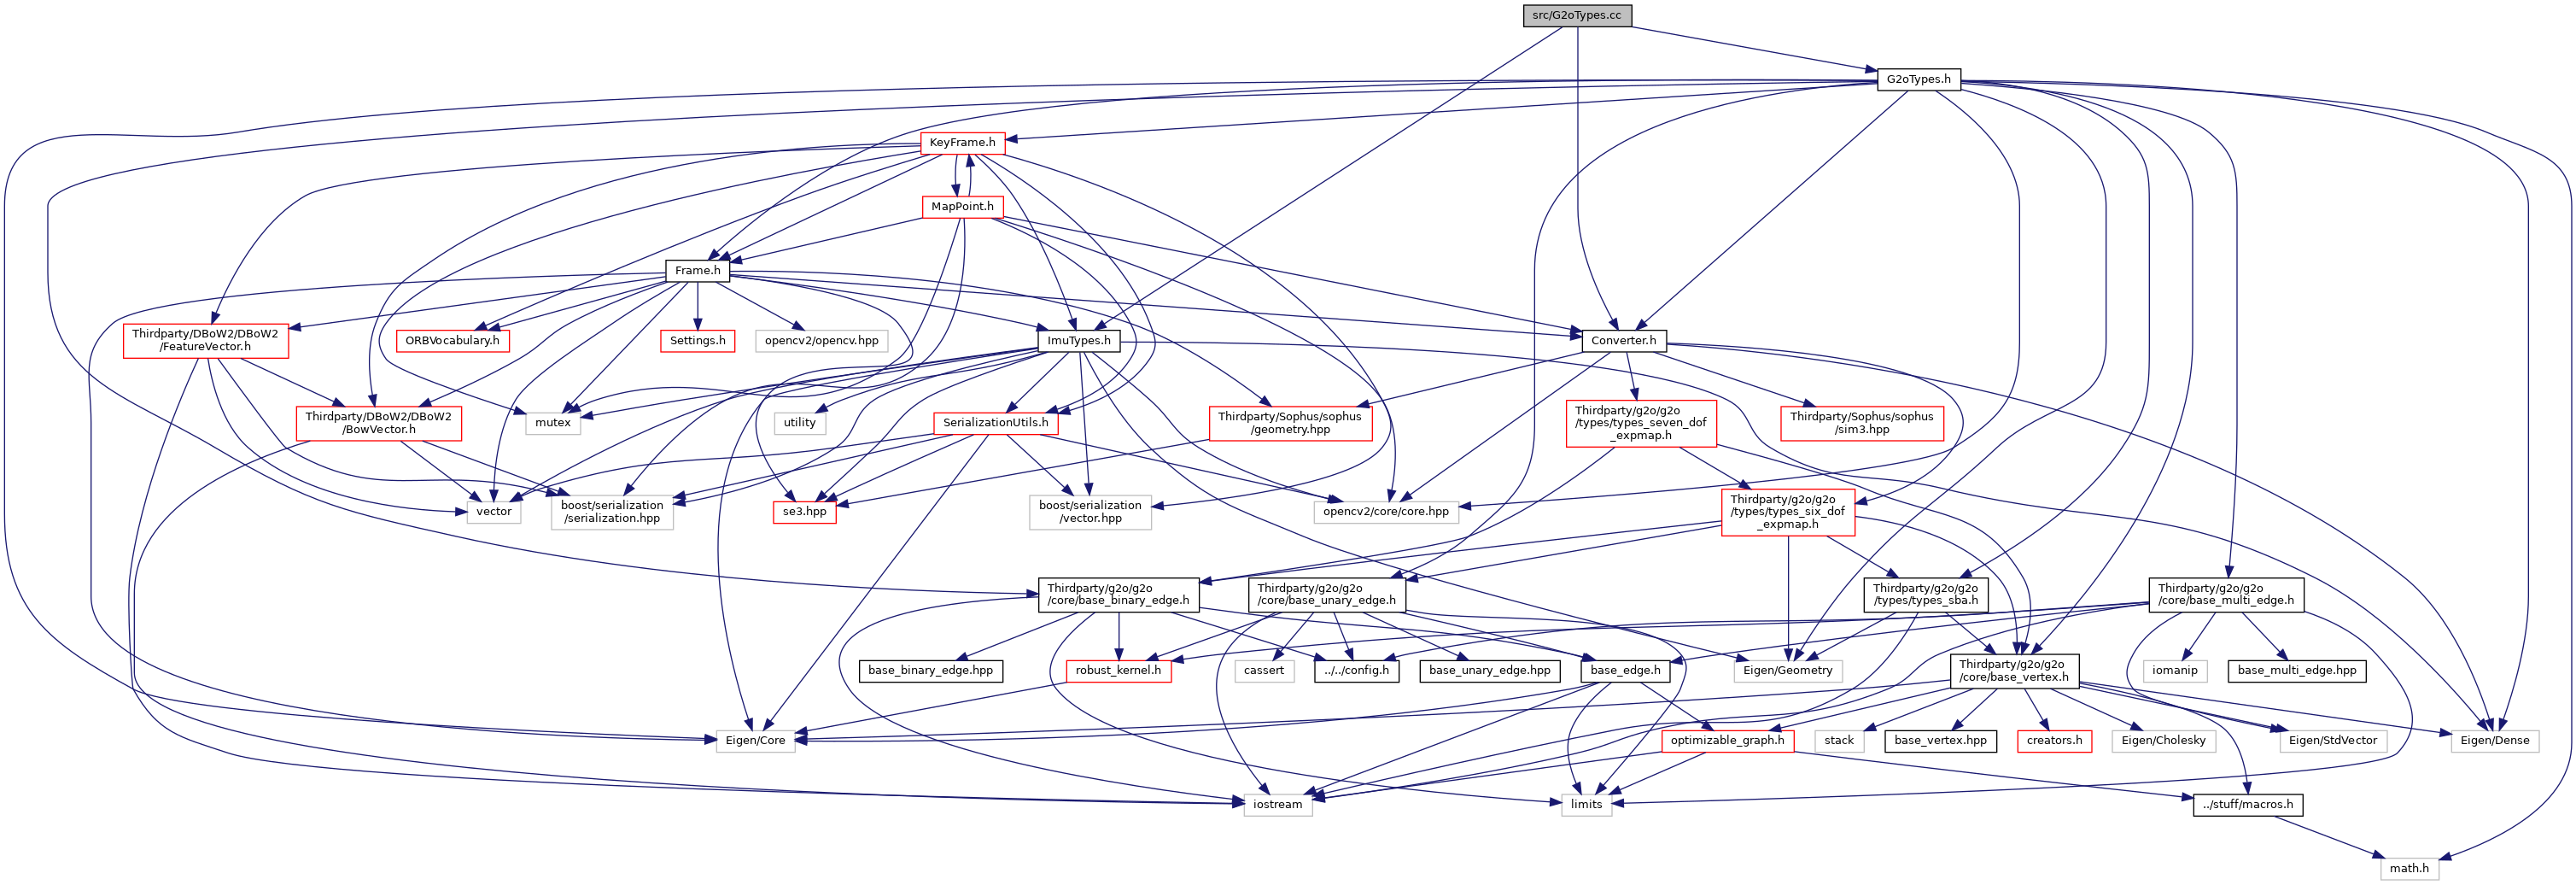 src/G2oTypes.cc
G2oTypes.h
KeyFrame.h
MapPoint.h
Frame.h
Thirdparty/DBoW2/DBoW2
/FeatureVector.h
ORBVocabulary.h
Settings.h
opencv2/opencv.hpp
ImuTypes.h
Converter.h
Thirdparty/DBoW2/DBoW2
/BowVector.h
mutex
utility
SerializationUtils.h
Thirdparty/Sophus/sophus
/geometry.hpp
Thirdparty/g2o/g2o
/types/types_seven_dof
_expmap.h
Thirdparty/Sophus/sophus
/sim3.hpp
vector
boost/serialization
/serialization.hpp
se3.hpp
boost/serialization
/vector.hpp
opencv2/core/core.hpp
Thirdparty/g2o/g2o
/types/types_six_dof
_expmap.h
Thirdparty/g2o/g2o
/core/base_binary_edge.h
Thirdparty/g2o/g2o
/core/base_unary_edge.h
Thirdparty/g2o/g2o
/types/types_sba.h
Thirdparty/g2o/g2o
/core/base_multi_edge.h
base_binary_edge.hpp
robust_kernel.h
cassert
../../config.h
base_unary_edge.hpp
base_edge.h
Eigen/Geometry
Thirdparty/g2o/g2o
/core/base_vertex.h
iomanip
base_multi_edge.hpp
Eigen/Core
optimizable_graph.h
stack
base_vertex.hpp
creators.h
Eigen/Cholesky
Eigen/StdVector
Eigen/Dense
iostream
limits
../stuff/macros.h
math.h